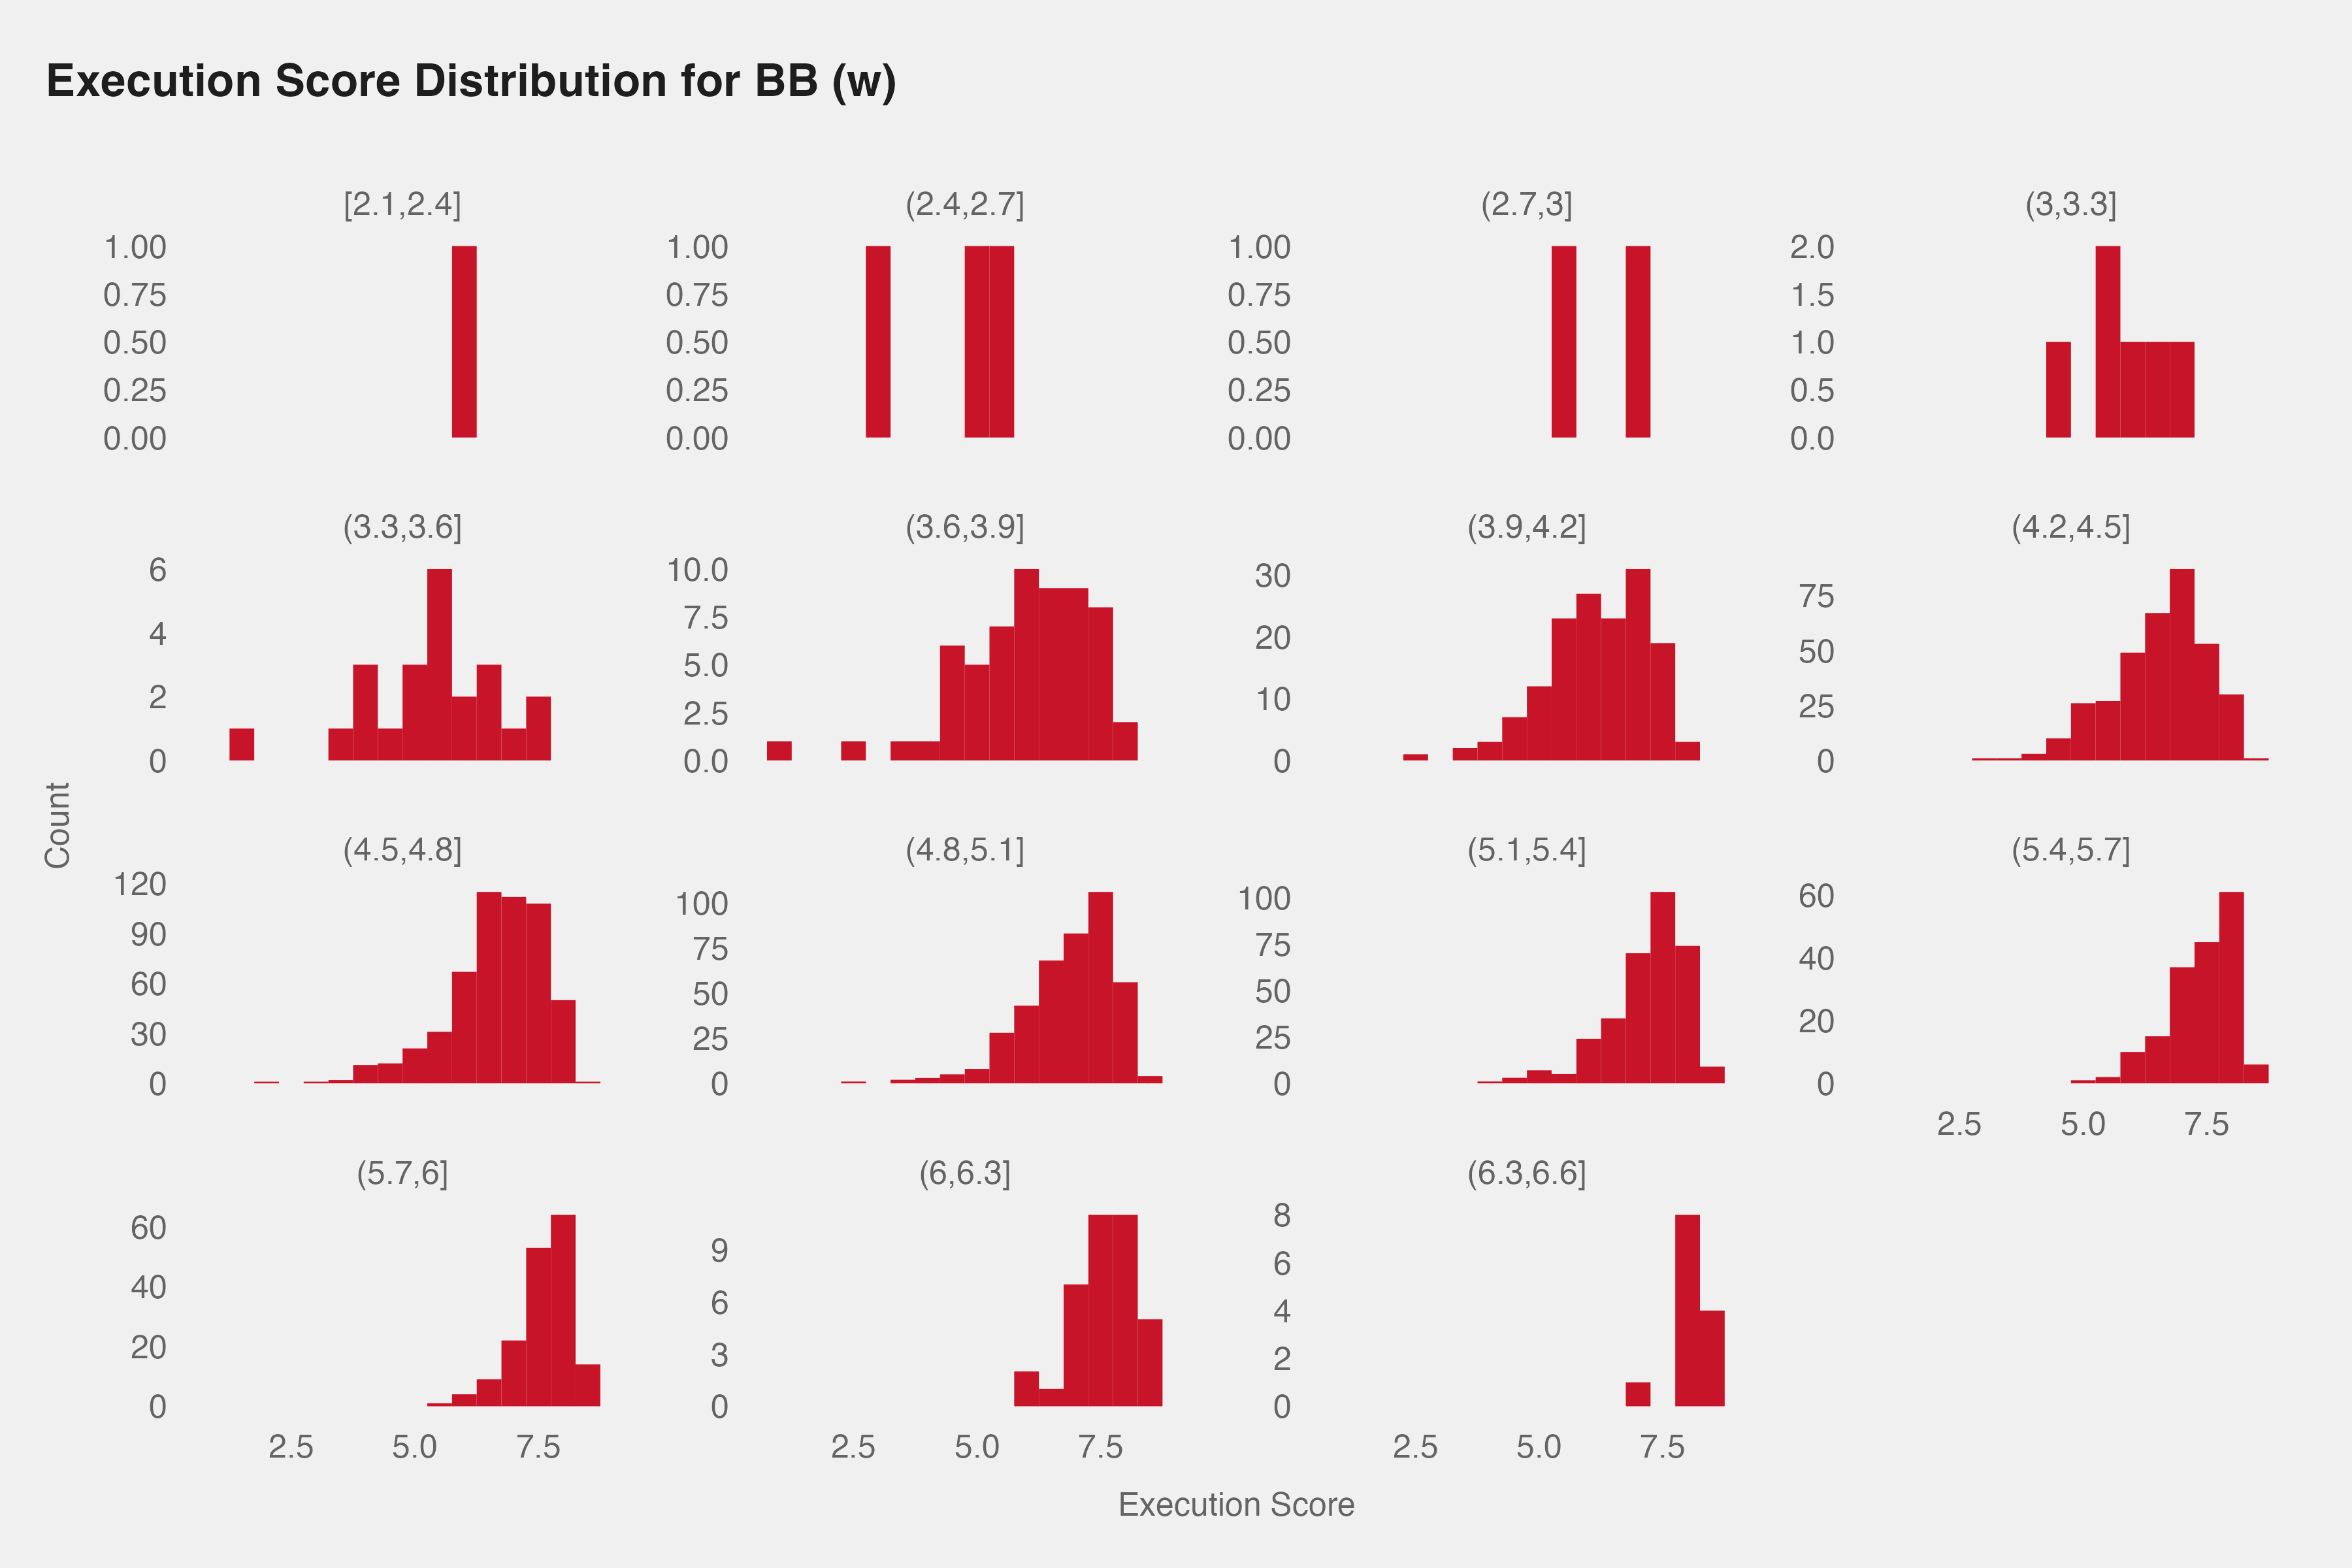 Execution Score Distribution for BB (w)
[2.1,2.4] (2.4,2.7] (2.7,3] (3,3.3]
1.00 1.00 1.00 2.0
0.75 0.75 0.75 1.5
0.50 0.50 0.50 1.0
0.25 0.25 0.25 0.5
0.00 0.00 0.00 0.0
(3.3,3.6] (3.6,3.9] (3.9,4.2] (4.2,4.5]
6 10.0 30 75
4 7.5 20 50
2 5.0 10 25
0 2.5 0 0
0.0
Count
(4.5,4.8] (4.8,5.1] (5.1,5.4] (5.4,5.7]
120 100 100 60
90 75 75 40
60 50 50 20
30 25 25 0
0 0 0
2.5 5.0 7.5
(5.7,6] (6,6.3] (6.3,6.6]
60 9 8
40 6 6
20 3 4
0 0 2
0
2.5 5.0 7.5 2.5 5.0 7.5 2.5 5.0 7.5
Execution Score